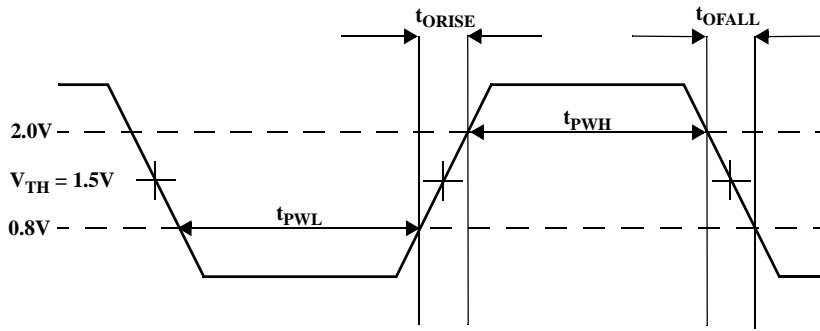 tORISE
tOFALL
2.0V
tPWH
VTH = 1.5V
tPWL
0.8V